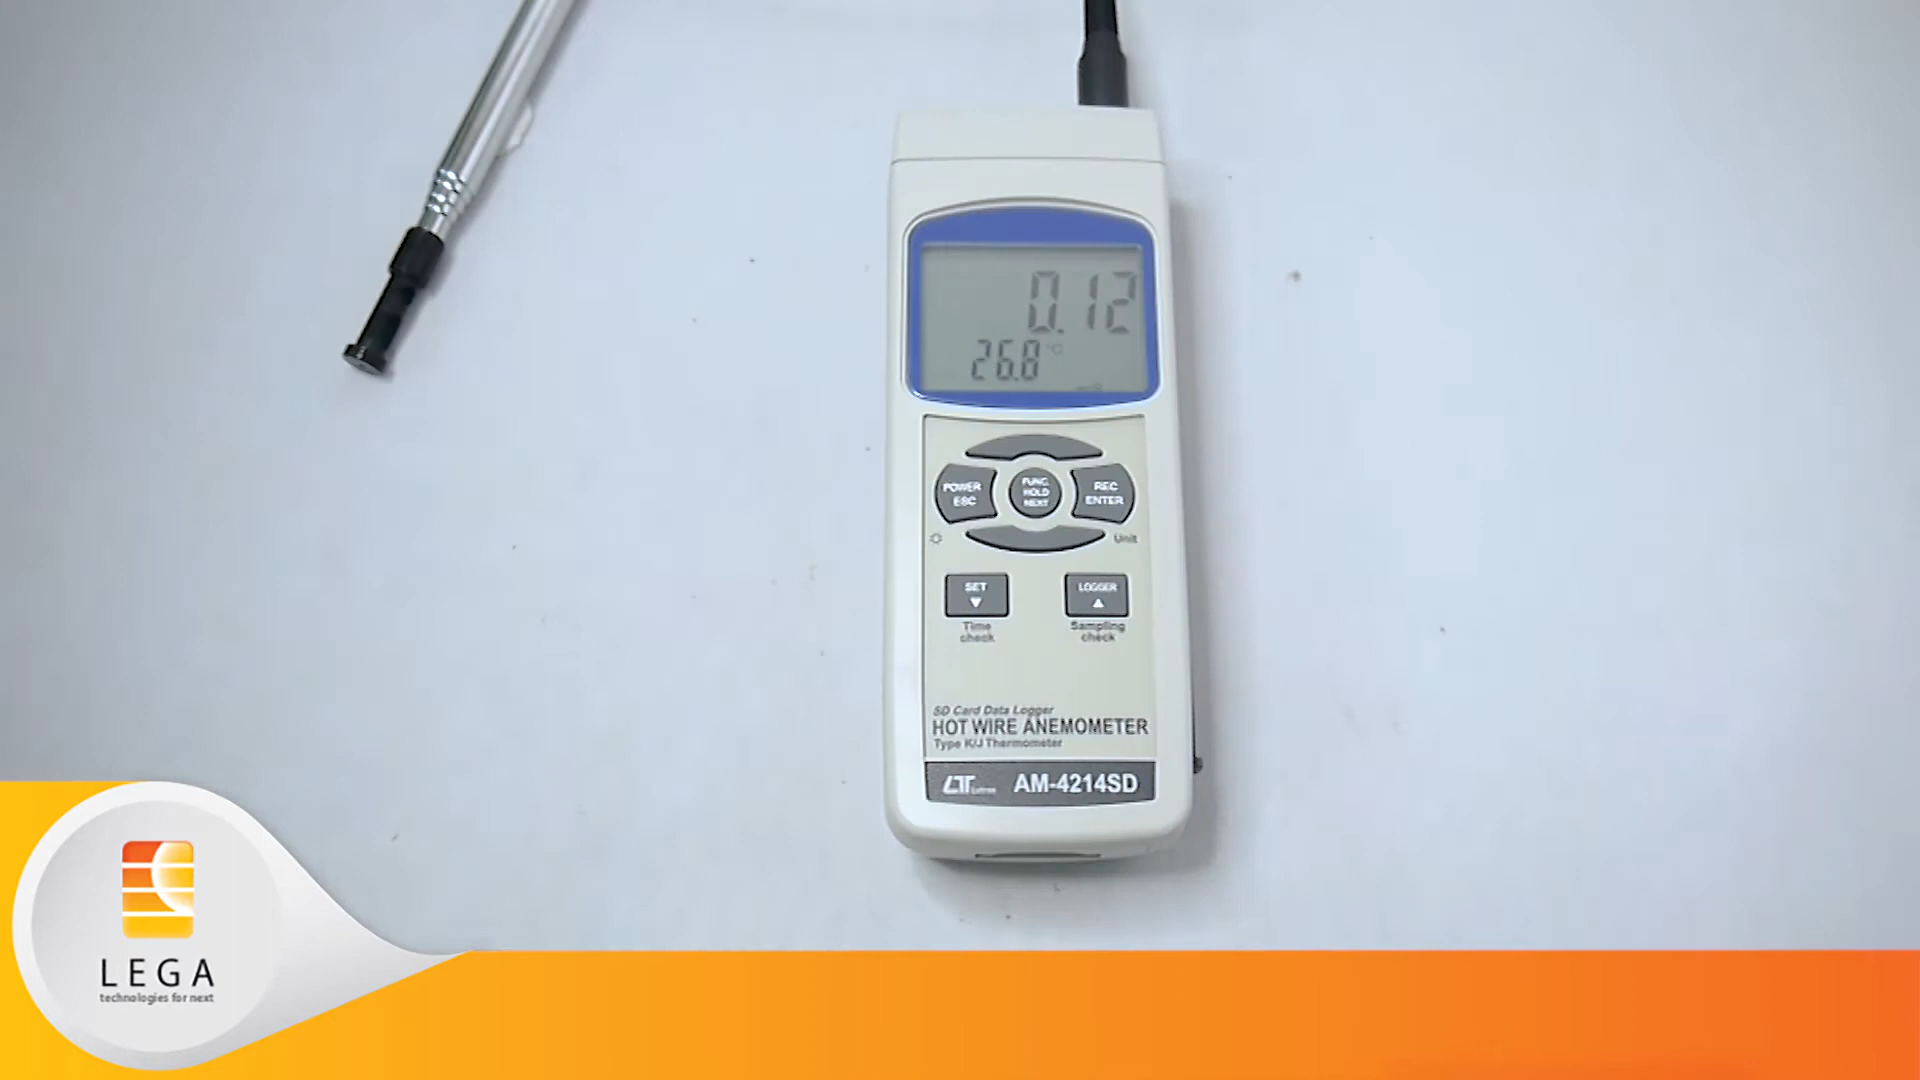 0.12
26.8 °C
POWER
ESC
FUNC.
HOLD
NEXT
REC
ENTER
Unit
SET
LOGGER
Time
check
Sampling
check
SD Card Data Logger
HOT WIRE ANEMOMETER
Type K/J Thermometer
Lutron
AM-4214SD
LEGA
technologies for next